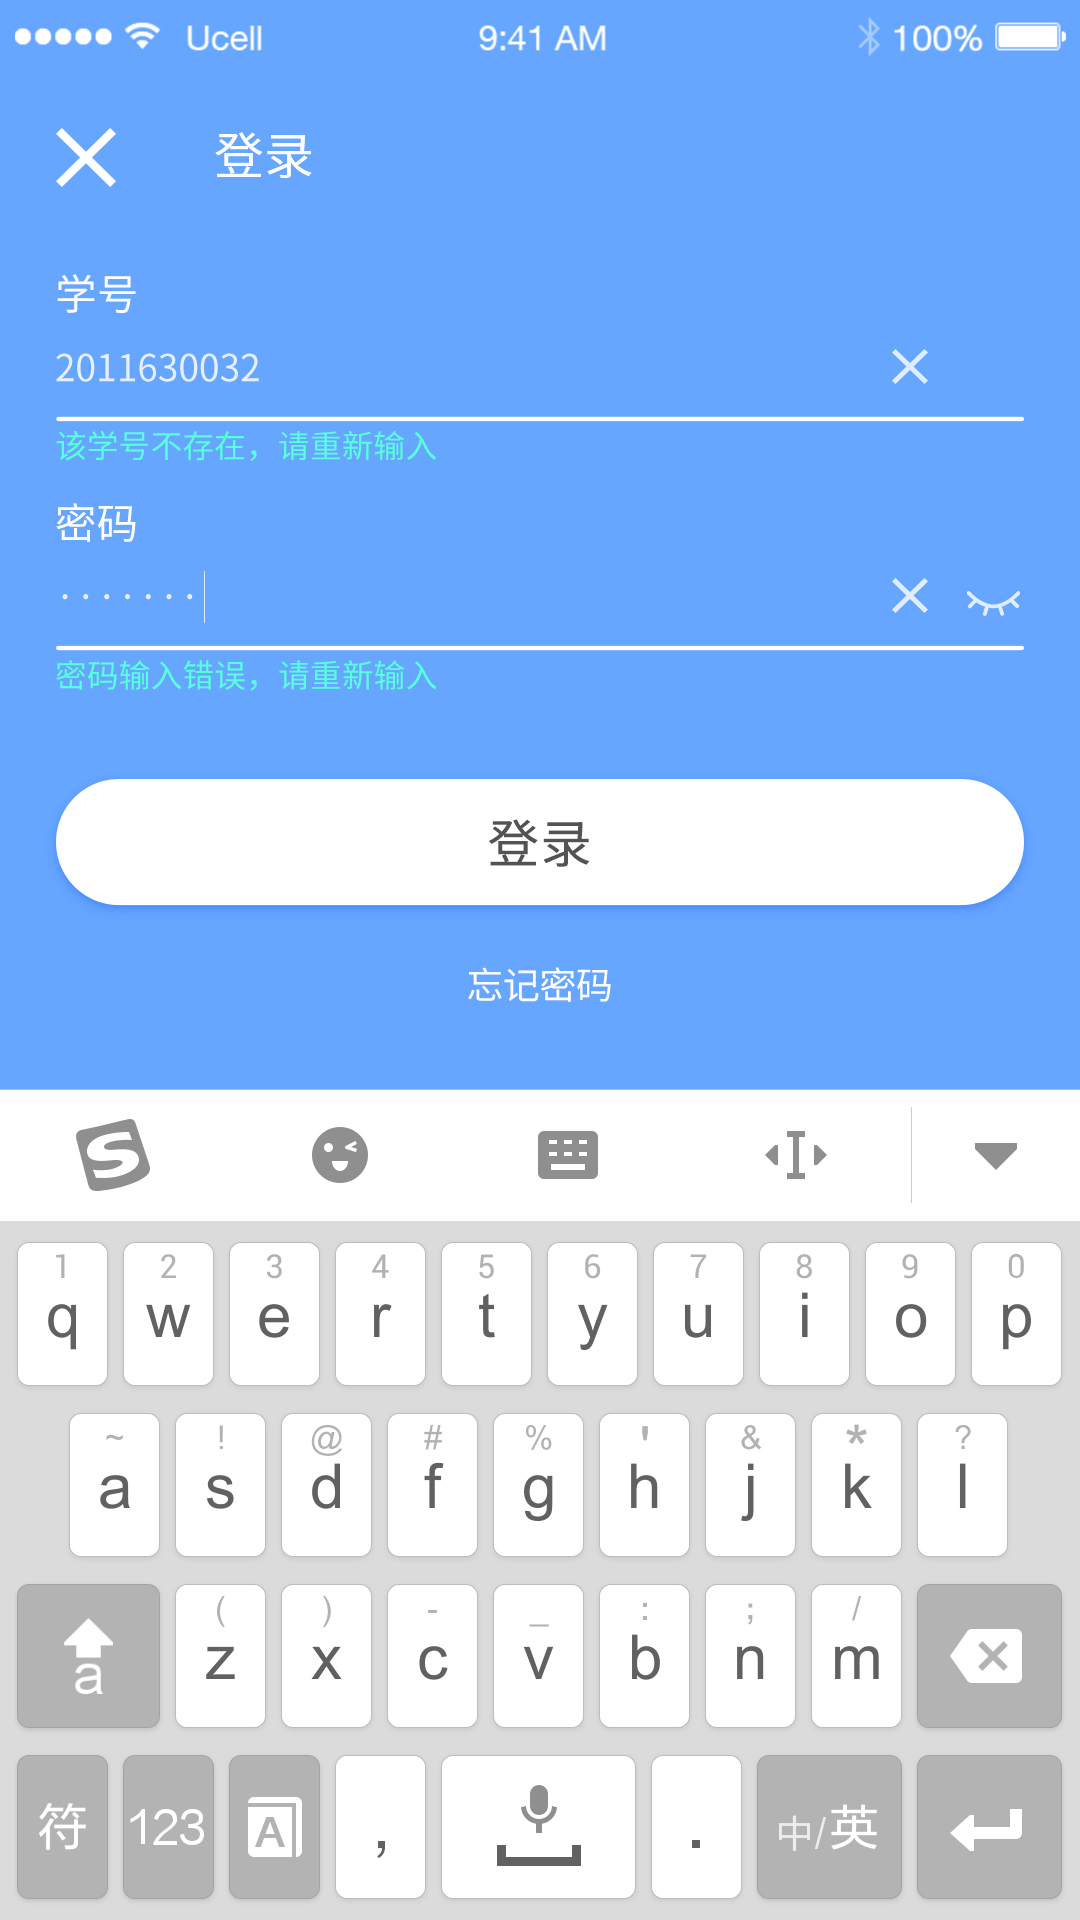 Ucell 9:41 AM 100%
登录
学号
2011630032
该学号不存在，请重新输入
密码
·······
密码输入错误，请重新输入
登录
忘记密码
1 2 3 4 5 6 7 8 9 0
q w e r t y u i o p
~ ! @ # % ' & * ?
a s d f g h j k l
( ) - _ : ; /
a z x c v b n m
符 123 A , . 中/英